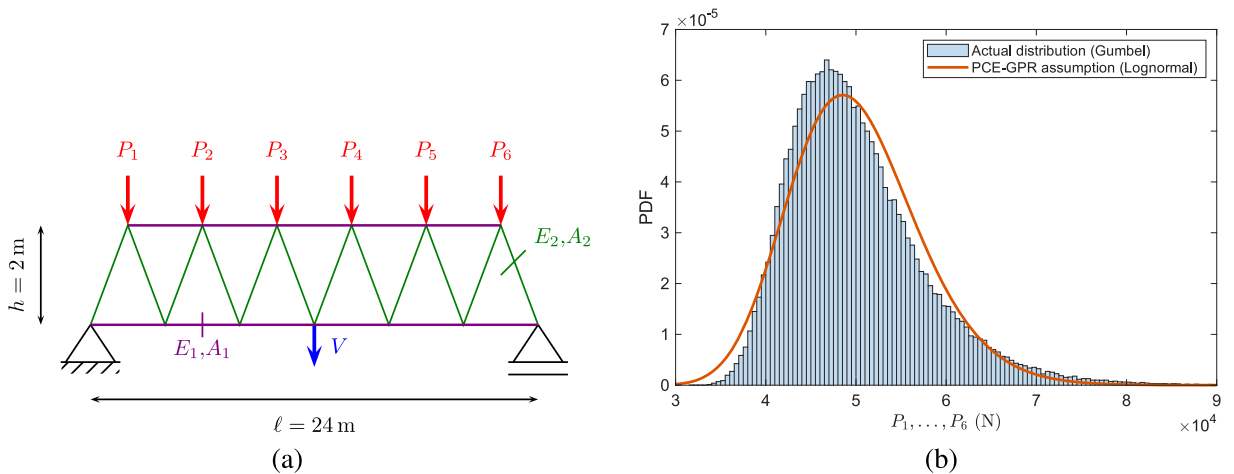 P₁ P₂ P₃ P₄ P₅ P₆
E₂,A₂
h = 2 m
E₁,A₁
V
ℓ = 24 m
(a)
×10⁻⁵
7
6
5
4
3
2
1
0
PDF
Actual distribution (Gumbel)
PCE-GPR assumption (Lognormal)
3 4 5 6 7 8 9
×10⁴
P₁, . . . , P₆ (N)
(b)